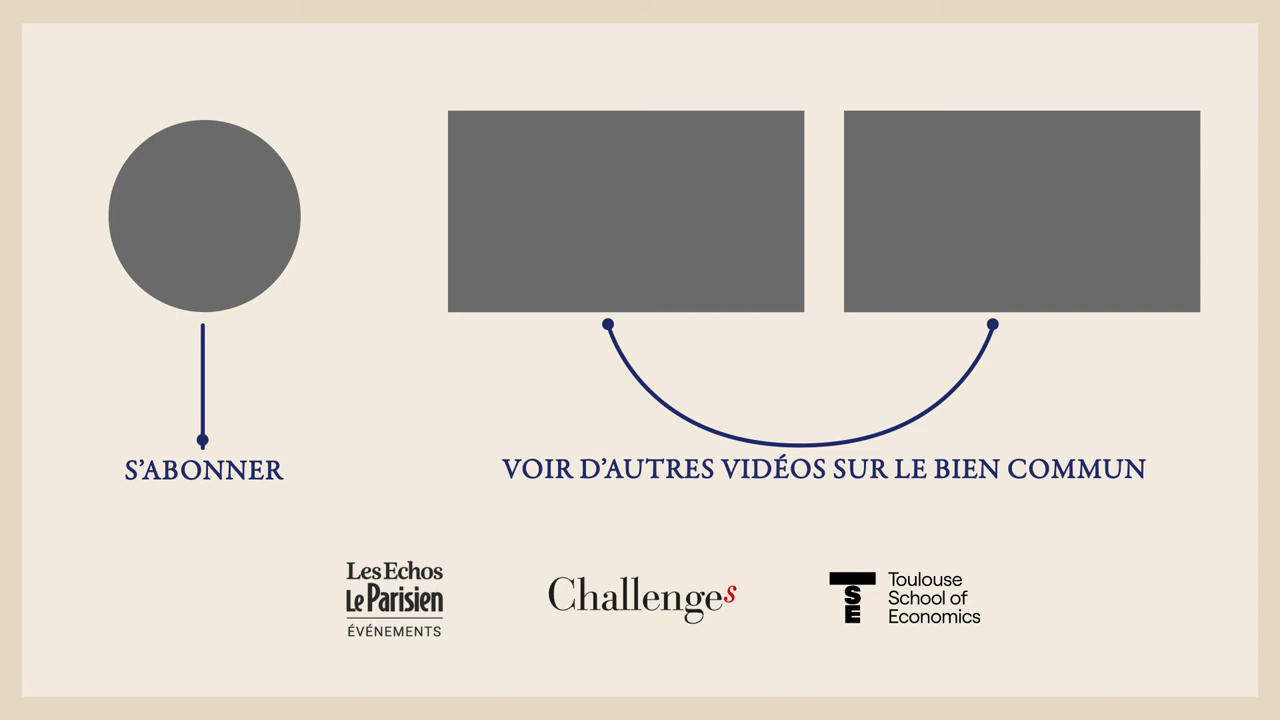 S’ABONNER
VOIR D’AUTRES VIDÉOS SUR LE BIEN COMMUN
Les Echos
Le Parisien
ÉVÉNEMENTS
Challenges
TSE
Toulouse
School of
Economics